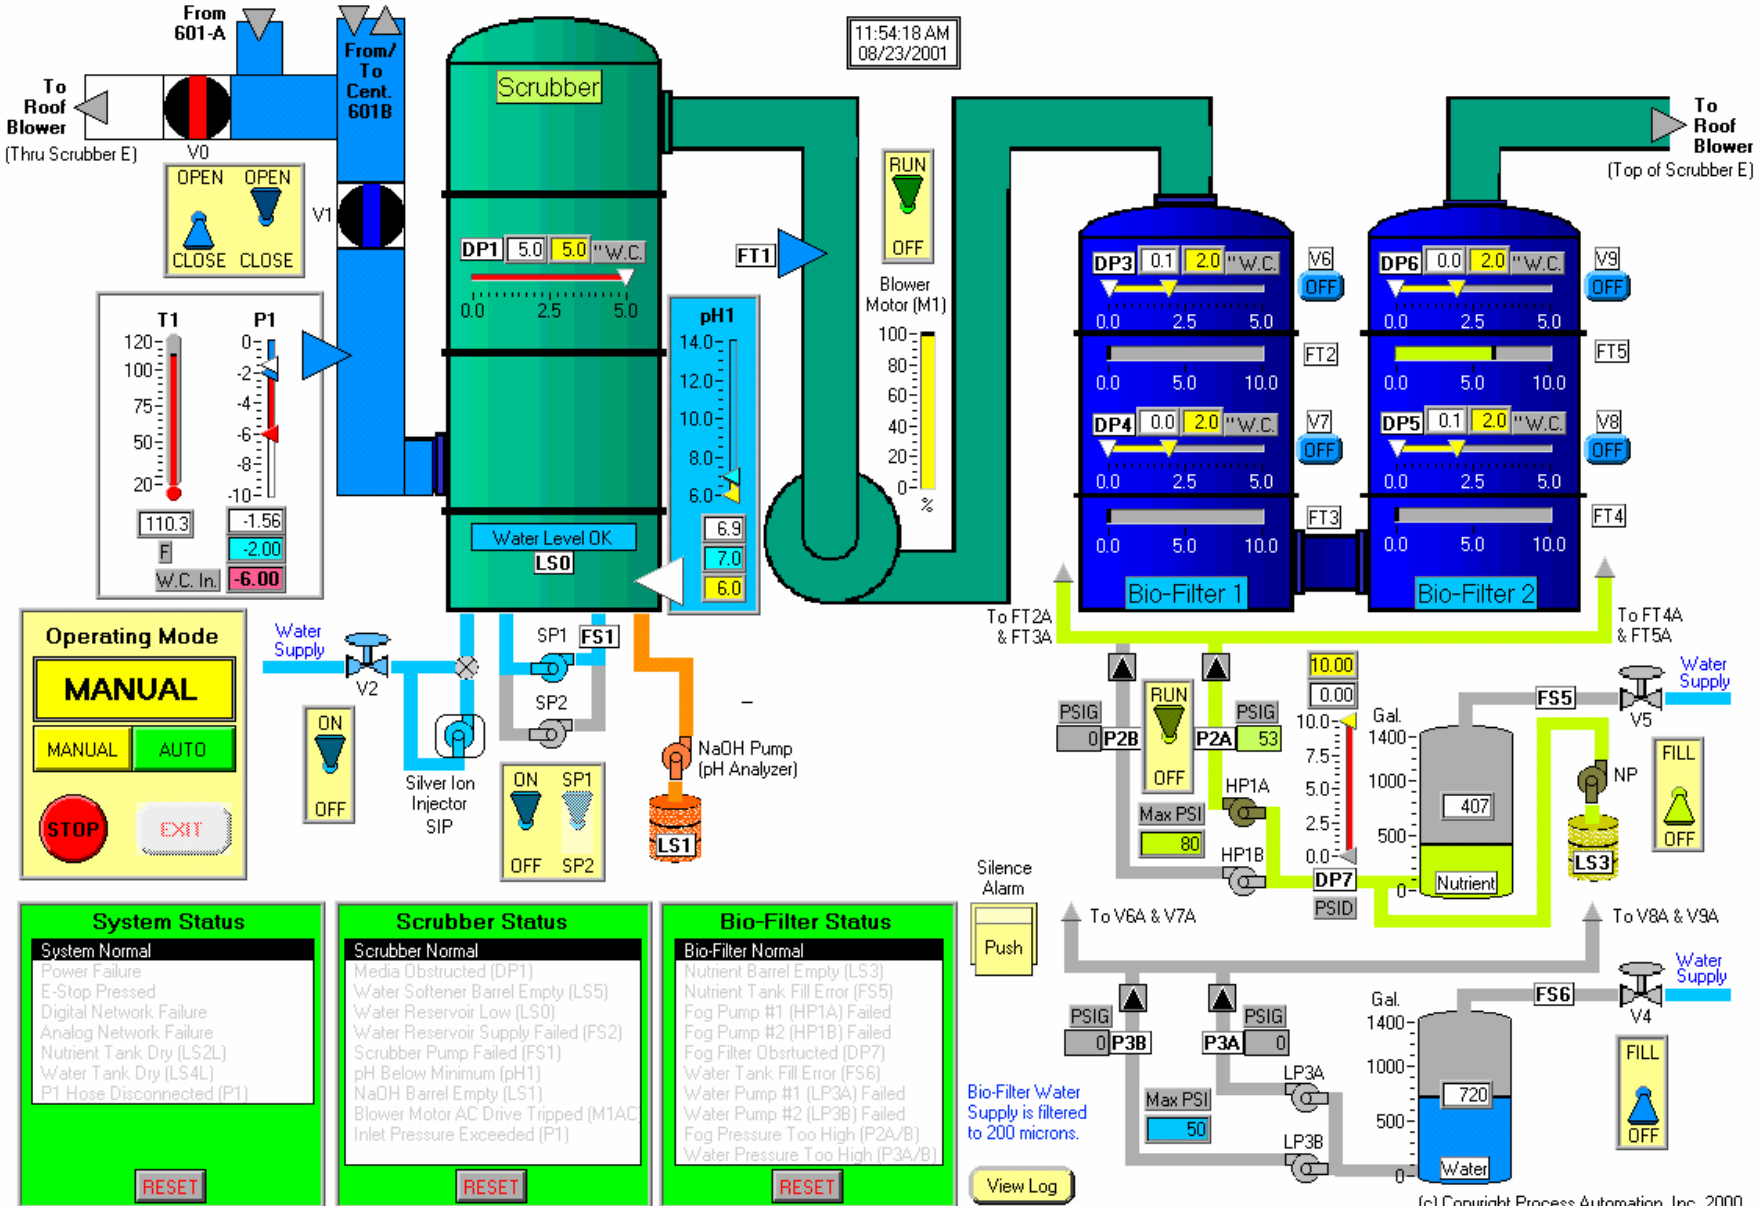 From
601-A
From/
To
Cent.
601B
To
Roof
Blower
(Thru Scrubber E)
V0
OPEN OPEN
CLOSE CLOSE
V1
Scrubber
11:54:18 AM
08/23/2001
To
Roof
Blower
(Top of Scrubber E)
DP1 5.0 5.0 "W.C.
0.0 2.5 5.0
FT1
RUN
OFF
Blower
Motor (M1)
100
80
60
40
20
0
%
T1
120
100
75
50
20
110.3
F
P1
0
-2
-4
-6
-8
-10
-1.56
-2.00
W.C. In. -6.00
pH1
14.0
12.0
10.0
8.0
6.0
6.9
7.0
6.0
Water Level OK
LS0
DP3 0.1 2.0 "W.C.
0.0 2.5 5.0
V6
OFF
FT2
0.0 5.0 10.0
DP4 0.0 2.0 "W.C.
0.0 2.5 5.0
V7
OFF
FT3
0.0 5.0 10.0
Bio-Filter 1
DP6 0.0 2.0 "W.C.
0.0 2.5 5.0
V9
OFF
FT5
0.0 5.0 10.0
DP5 0.1 2.0 "W.C.
0.0 2.5 5.0
V8
OFF
FT4
0.0 5.0 10.0
Bio-Filter 2
Operating Mode
MANUAL
MANUAL AUTO
STOP EXIT
Water
Supply
V2
ON
OFF
Silver Ion
Injector
SIP
SP1 FS1
SP2
ON SP1
OFF SP2
NaOH Pump
(pH Analyzer)
LS1
To FT2A
& FT3A
To FT4A
& FT5A
PSIG
0 P2B
RUN
OFF
PSIG
P2A 53
HP1A
Max PSI
80
HP1B
10.00
0.00
10.0
7.5
5.0
2.5
0.0
DP7
PSID
Gal.
1400
1000
500
0
407
Nutrient
FS5
V5
Water
Supply
NP
LS3
FILL
OFF
System Status
System Normal
Power Failure
E-Stop Pressed
Digital Network Failure
Analog Network Failure
Nutrient Tank Dry (LS2L)
Water Tank Dry (LS4L)
P1 Hose Disconnected (P1)
RESET
Scrubber Status
Scrubber Normal
Media Obstructed (DP1)
Water Softener Barrel Empty (LS5)
Water Reservoir Low (LS0)
Water Reservoir Supply Failed (FS2)
Scrubber Pump Failed (FS1)
pH Below Minimum (pH1)
NaOH Barrel Empty (LS1)
Blower Motor AC Drive Tripped (M1AC)
Inlet Pressure Exceeded (P1)
RESET
Bio-Filter Status
Bio-Filter Normal
Nutrient Barrel Empty (LS3)
Nutrient Tank Fill Error (FS5)
Fog Pump #1 (HP1A) Failed
Fog Pump #2 (HP1B) Failed
Fog Filter Obsrtucted (DP7)
Water Tank Fill Error (FS6)
Water Pump #1 (LP3A) Failed
Water Pump #2 (LP3B) Failed
Fog Pressure Too High (P2A/B)
Water Pressure Too High (P3A/B)
RESET
Silence
Alarm
Push
Bio-Filter Water
Supply is filtered
to 200 microns.
View Log
To V6A & V7A
To V8A & V9A
PSIG
0 P3B
PSIG
P3A 0
LP3A
Max PSI
50
LP3B
Gal.
1400
1000
500
0
720
Water
FS6
V4
Water
Supply
FILL
OFF
(c) Copyright Process Automation, Inc. 2000